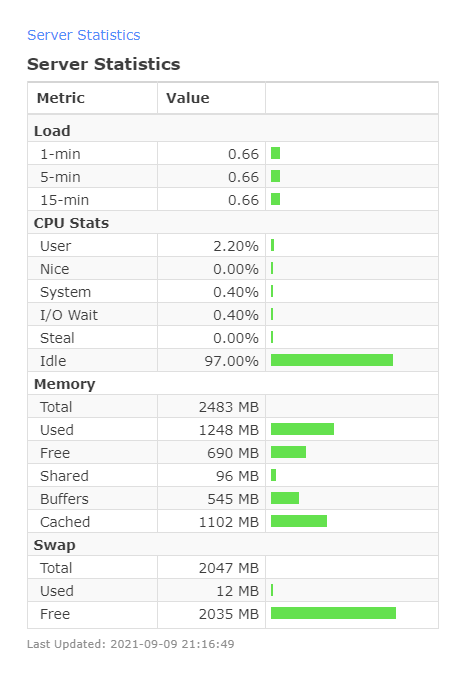 Server Statistics
Server Statistics
Metric Value
Load
1-min 0.66
5-min 0.66
15-min 0.66
CPU Stats
User 2.20%
Nice 0.00%
System 0.40%
I/O Wait 0.40%
Steal 0.00%
Idle 97.00%
Memory
Total 2483 MB
Used 1248 MB
Free 690 MB
Shared 96 MB
Buffers 545 MB
Cached 1102 MB
Swap
Total 2047 MB
Used 12 MB
Free 2035 MB
Last Updated: 2021-09-09 21:16:49